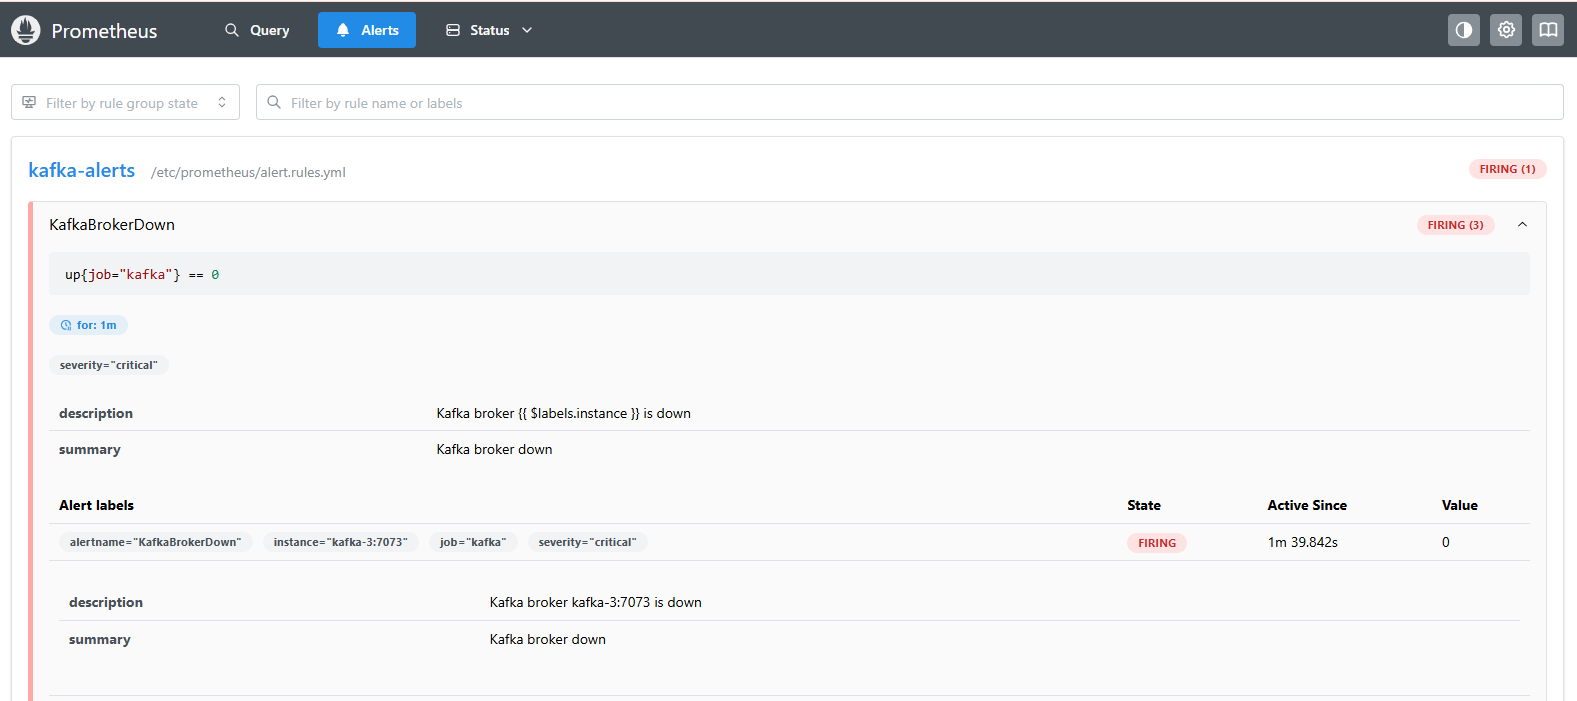 Prometheus Query Alerts Status
Filter by rule group state Filter by rule name or labels
kafka-alerts /etc/prometheus/alert.rules.yml FIRING (1)
KafkaBrokerDown FIRING (3)
up{job="kafka"} == 0
for: 1m
severity="critical"
description Kafka broker {{ $labels.instance }} is down
summary Kafka broker down
Alert labels State Active Since Value
alertname="KafkaBrokerDown" instance="kafka-3:7073" job="kafka" severity="critical" FIRING 1m 39.842s 0
description Kafka broker kafka-3:7073 is down
summary Kafka broker down